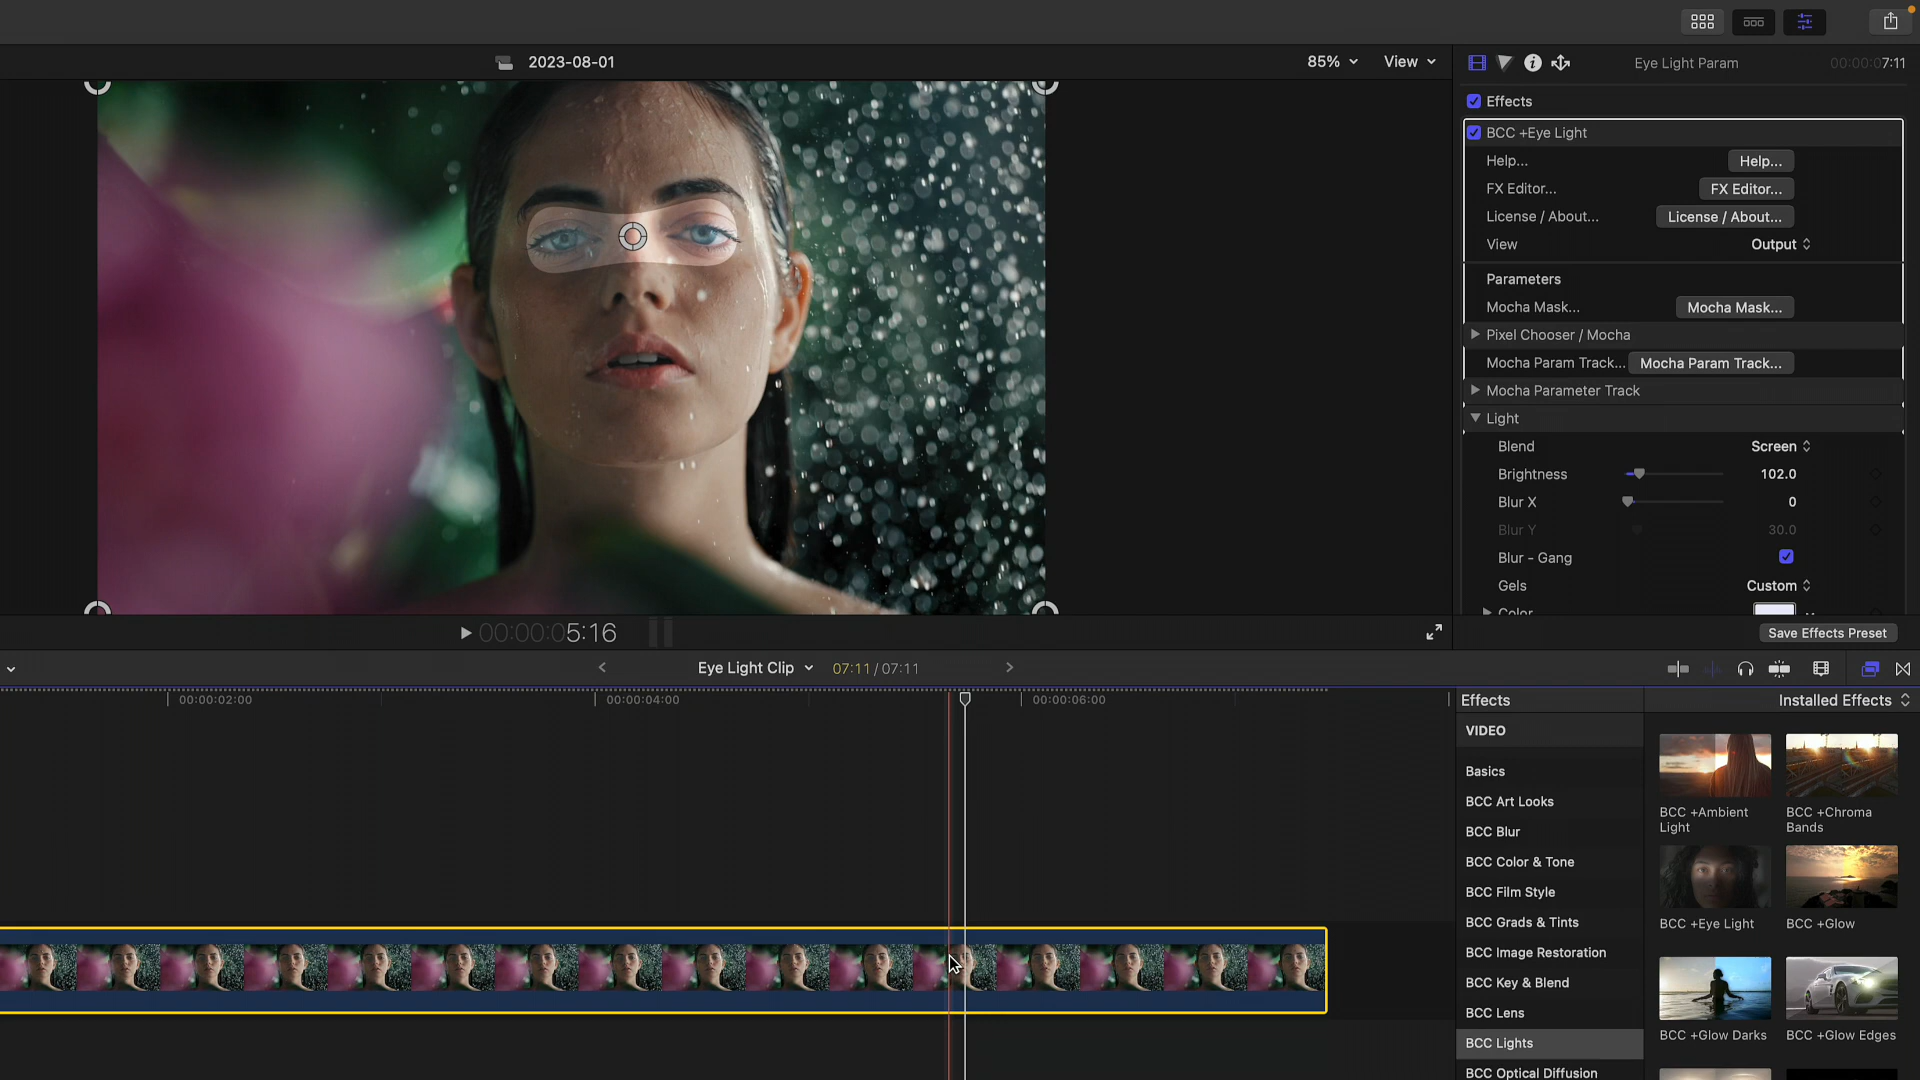 2023-08-01
85%
View
Eye Light Param
00:00:07:11
Effects
BCC +Eye Light
Help...
Help...
FX Editor...
FX Editor...
License / About...
License / About...
View
Output
Parameters
Mocha Mask...
Mocha Mask...
Pixel Chooser / Mocha
Mocha Param Track...
Mocha Param Track...
Mocha Parameter Track
Light
Blend
Screen
Brightness
102.0
Blur X
0
Blur Y
30.0
Blur - Gang
Gels
Custom
Color
00:00:05:16
Save Effects Preset
Eye Light Clip
07:11 / 07:11
00:00:02:00
00:00:04:00
00:00:06:00
Effects
Installed Effects
VIDEO
Basics
BCC Art Looks
BCC Blur
BCC Color & Tone
BCC Film Style
BCC Grads & Tints
BCC Image Restoration
BCC Key & Blend
BCC Lens
BCC Lights
BCC Optical Diffusion
BCC +Ambient
Light
BCC +Chroma
Bands
BCC +Eye Light
BCC +Glow
BCC +Glow Darks
BCC +Glow Edges